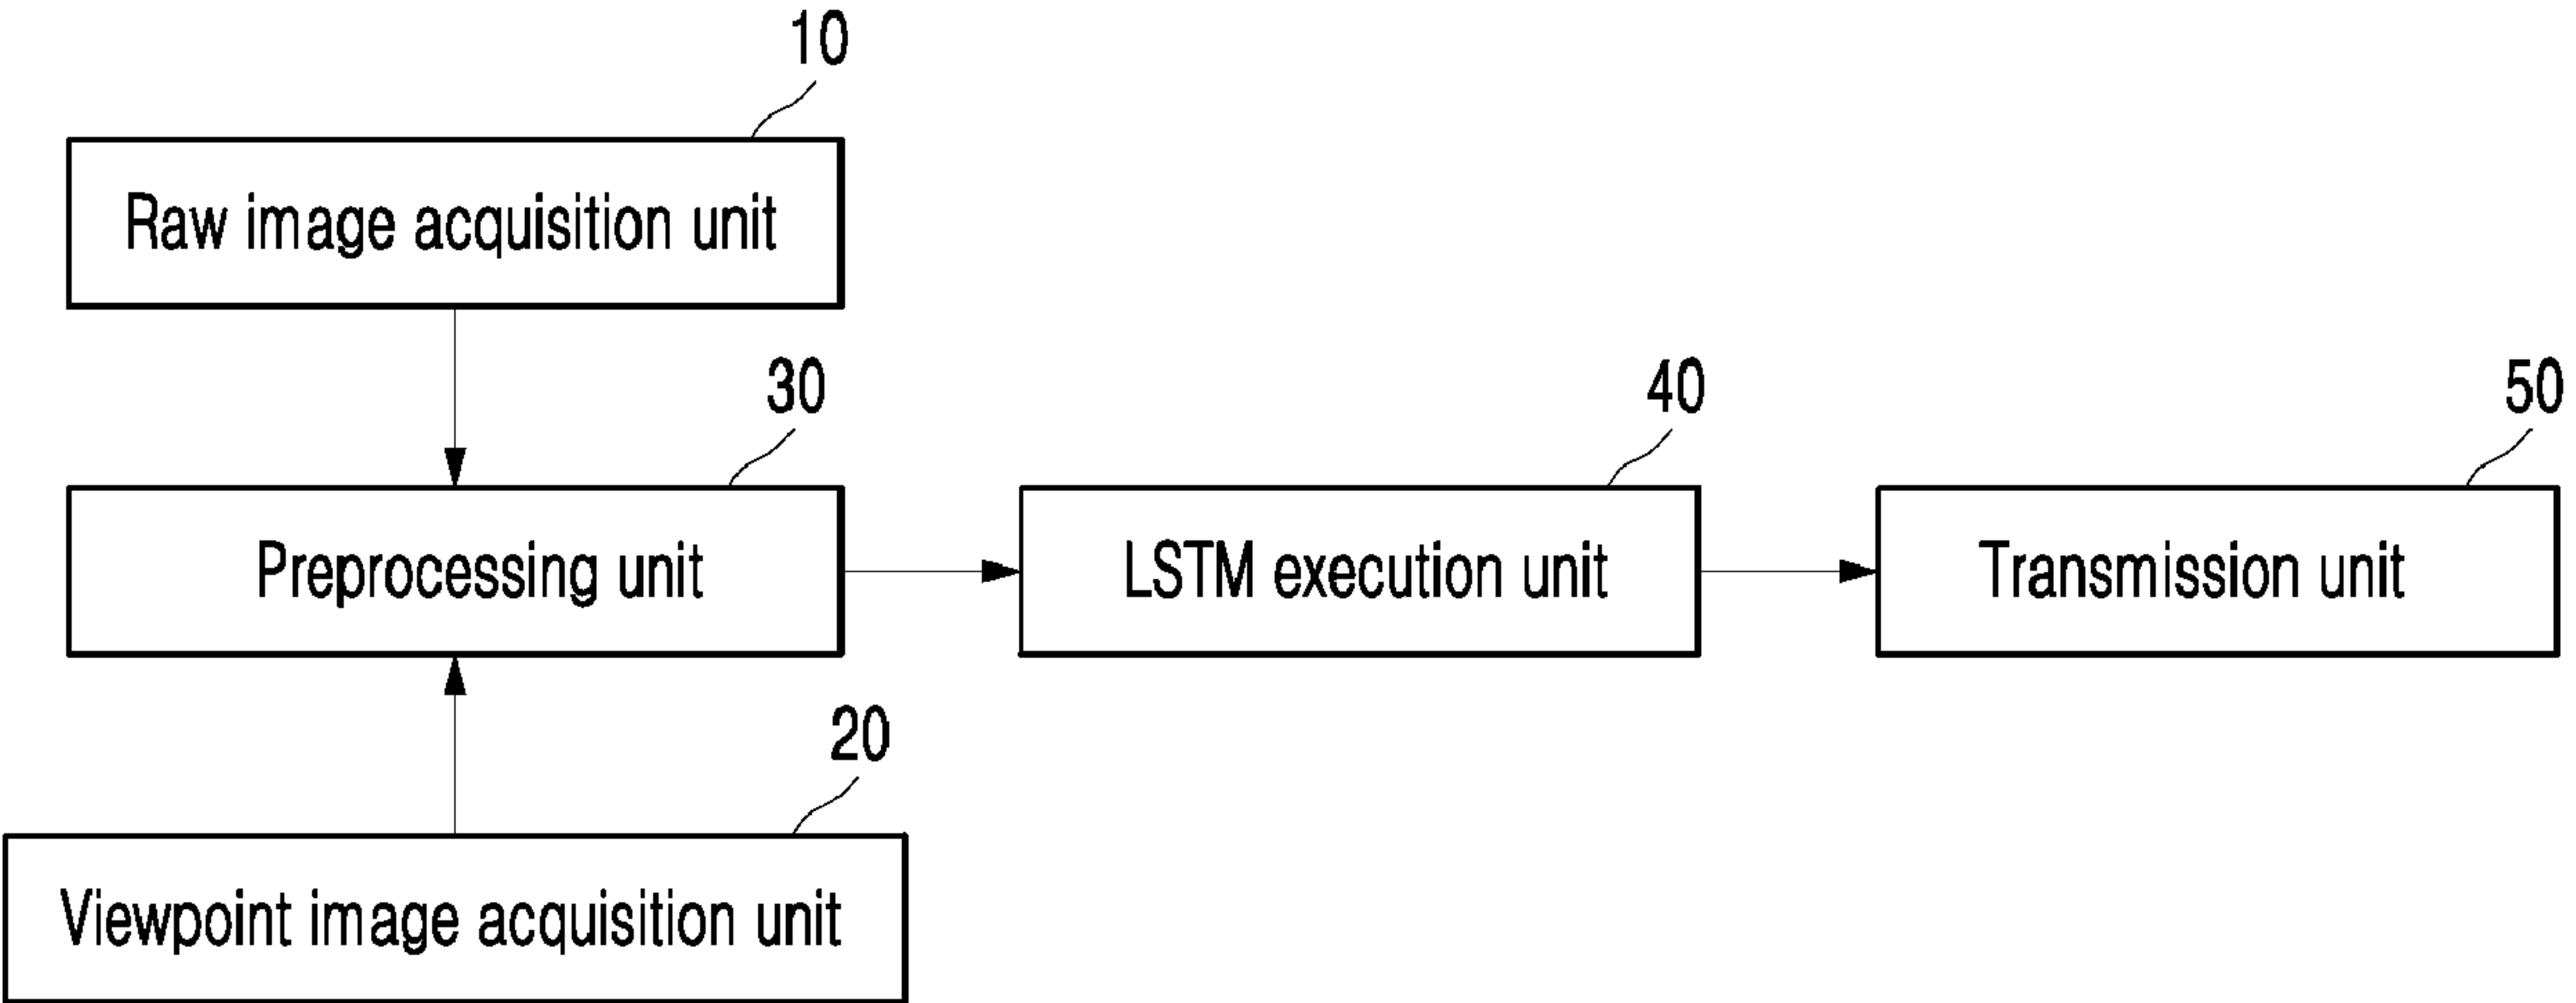 10
Raw image acquisition unit
30
Preprocessing unit
40
LSTM execution unit
50
Transmission unit
20
Viewpoint image acquisition unit